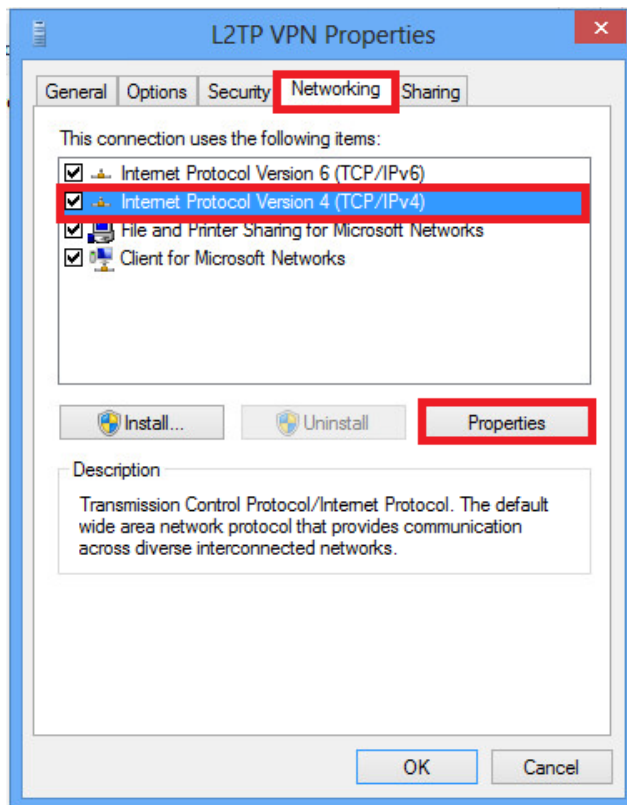 L2TP VPN Properties
General Options Security Networking Sharing
This connection uses the following items:
Internet Protocol Version 6 (TCP/IPv6)
Internet Protocol Version 4 (TCP/IPv4)
File and Printer Sharing for Microsoft Networks
Client for Microsoft Networks
Install... Uninstall Properties
Description
Transmission Control Protocol/Internet Protocol. The default
wide area network protocol that provides communication
across diverse interconnected networks.
OK Cancel